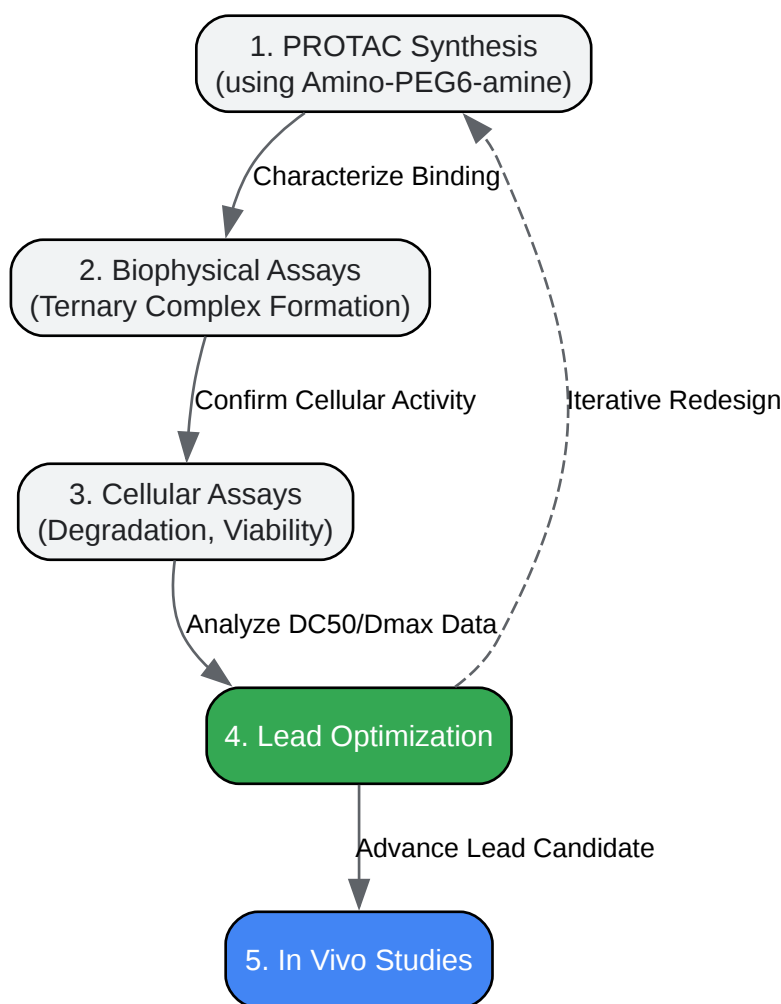 1. PROTAC Synthesis
(using Amino-PEG6-amine)
Characterize Binding
2. Biophysical Assays
(Ternary Complex Formation)
Confirm Cellular Activity
Iterative Redesign
3. Cellular Assays
(Degradation, Viability)
Analyze DC50/Dmax Data
4. Lead Optimization
Advance Lead Candidate
5. In Vivo Studies